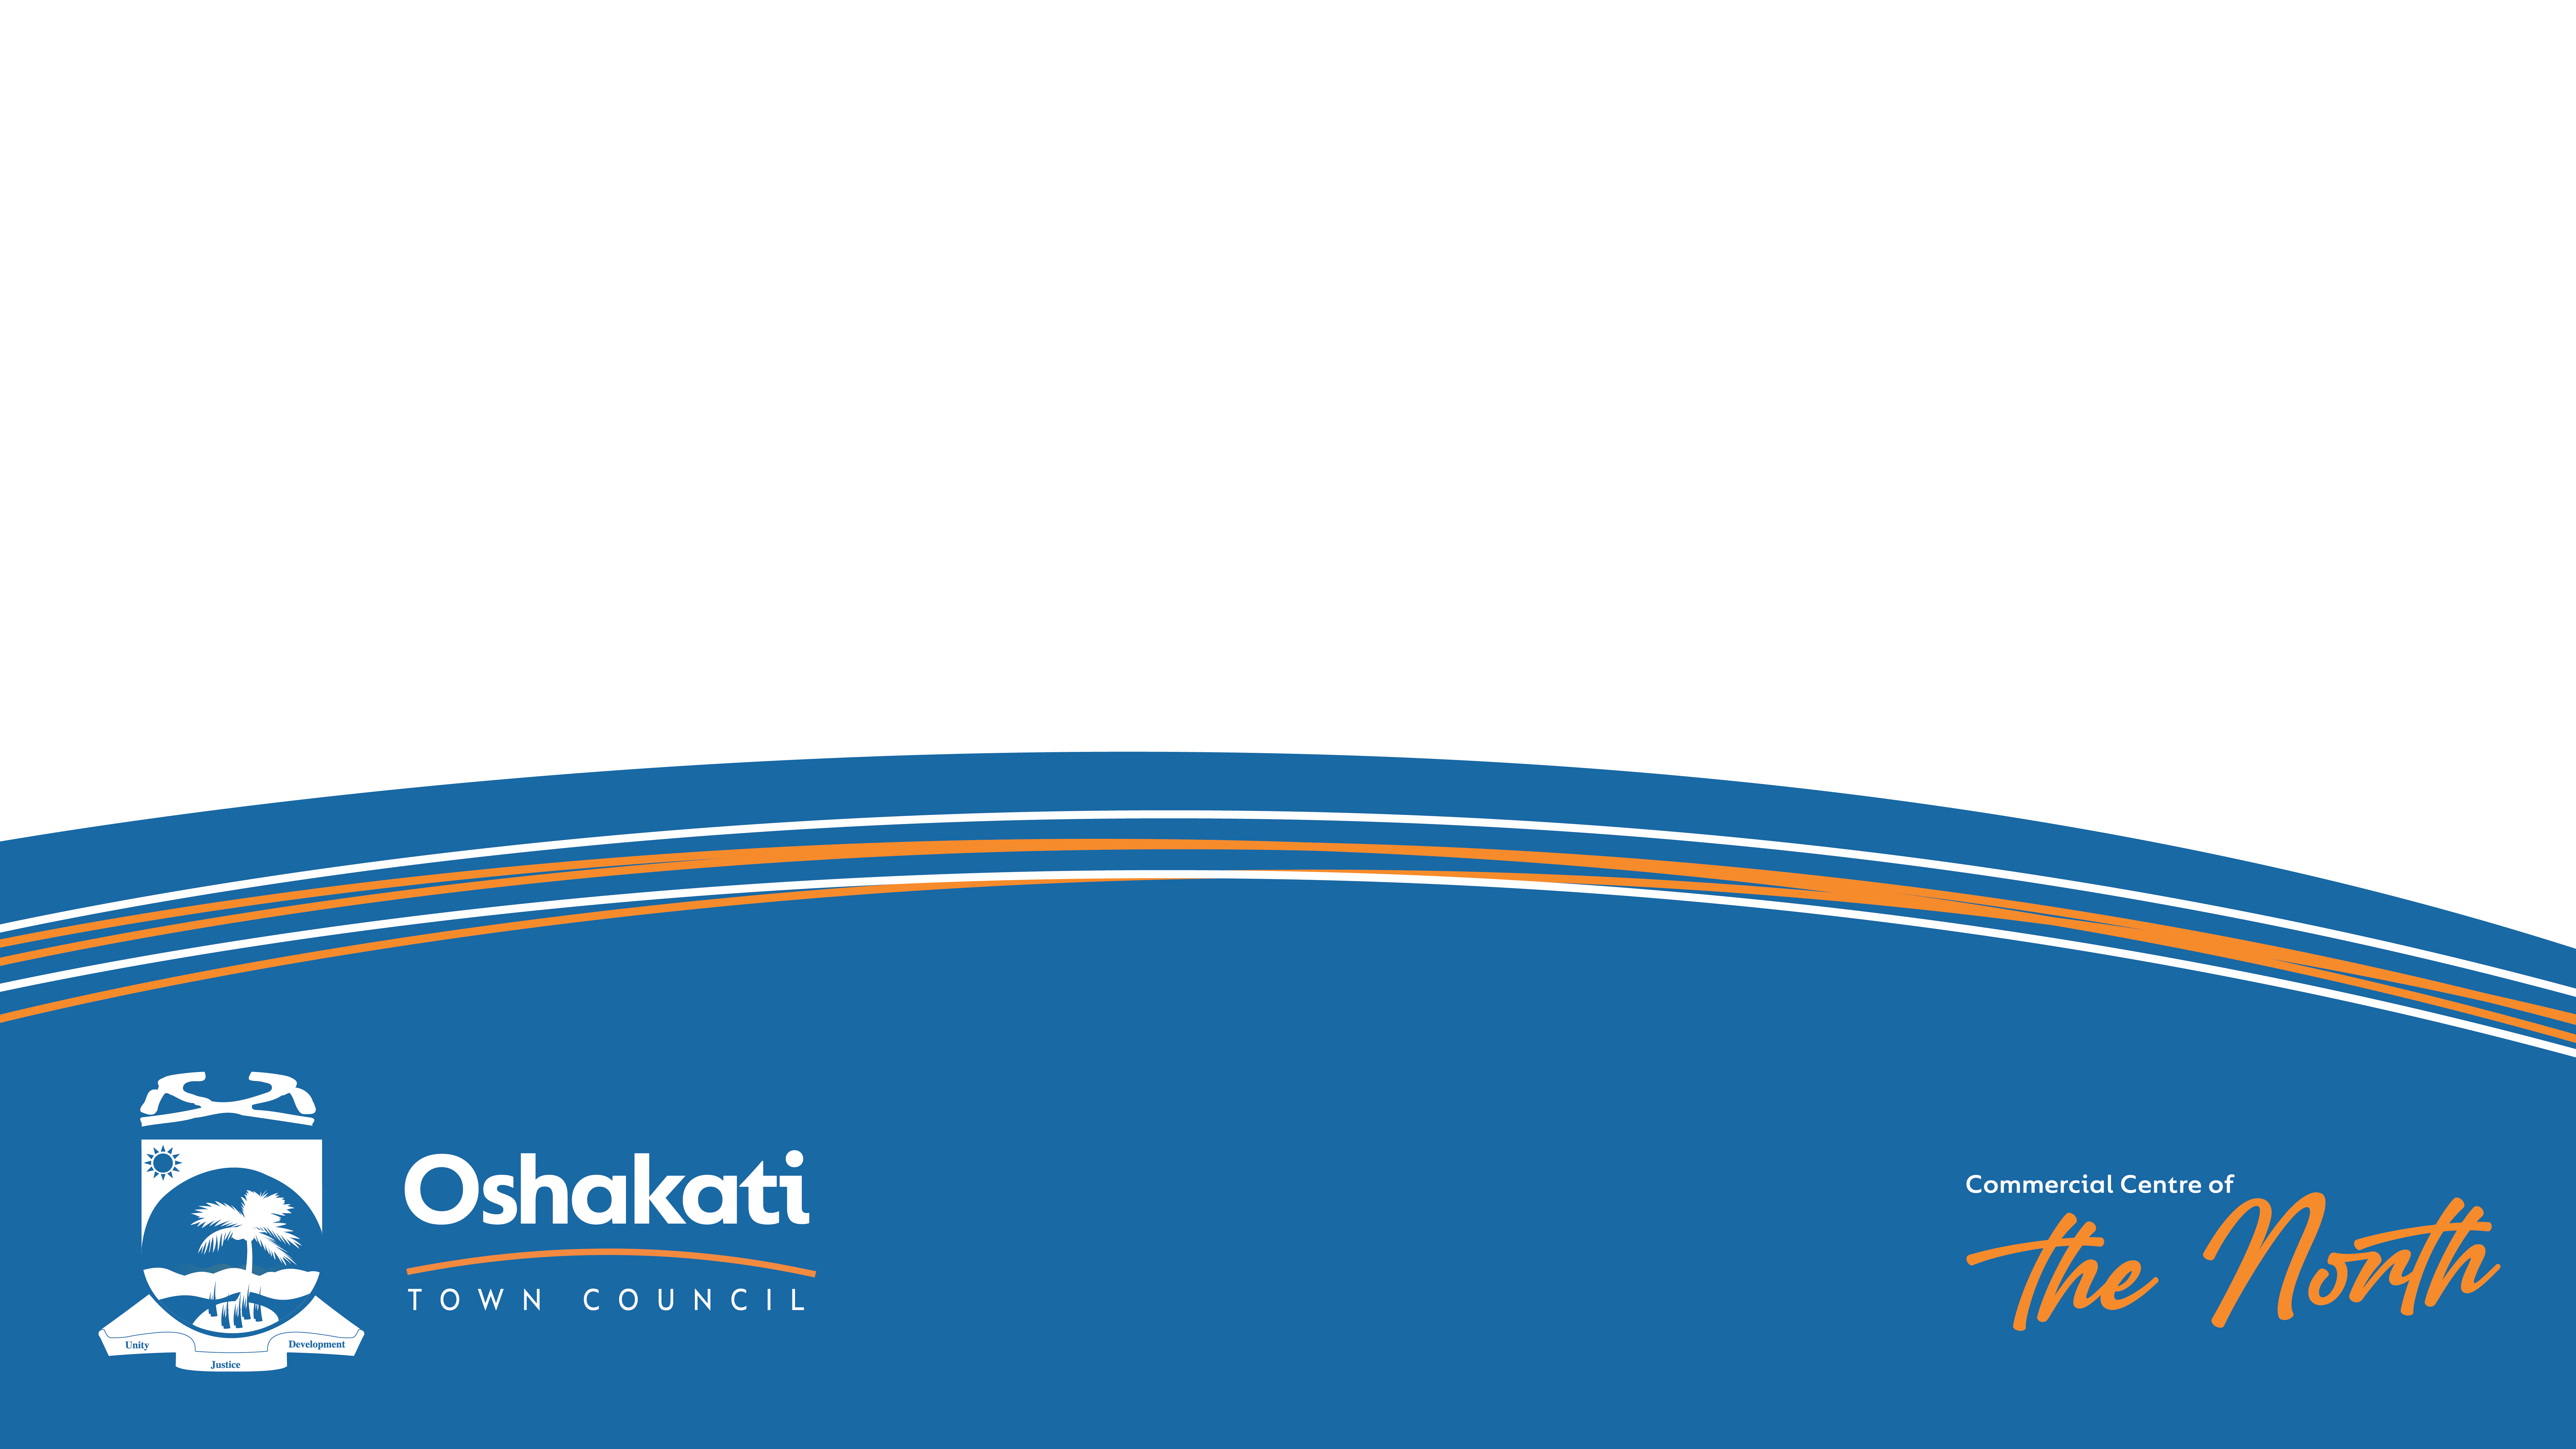 Oshakati
TOWN COUNCIL
Unity
Justice
Development
Commercial Centre of
the North